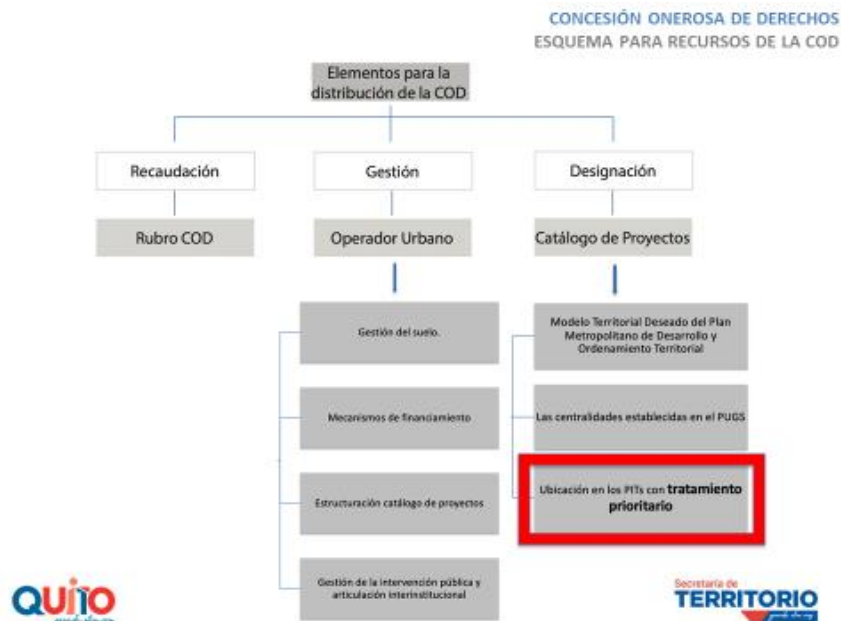 CONCESIÓN ONEROSA DE DERECHOS
ESQUEMA PARA RECURSOS DE LA COD
Elementos para la
distribución de la COD
Recaudación
Gestión
Designación
Rubro COD
Operador Urbano
Catálogo de Proyectos
Gestión del suelo.
Mecanismos de financiamiento
Estructuración catálogo de proyectos
Gestión de la intervención pública y
articulación interinstitucional
Modelo Territorial Deseado del Plan
Metropolitano de Desarrollo y
Ordenamiento Territorial
Las centralidades establecidas en el PUGS
Ubicación en los PITs con tratamiento
prioritario
QUITO
Secretaría de
TERRITORIO